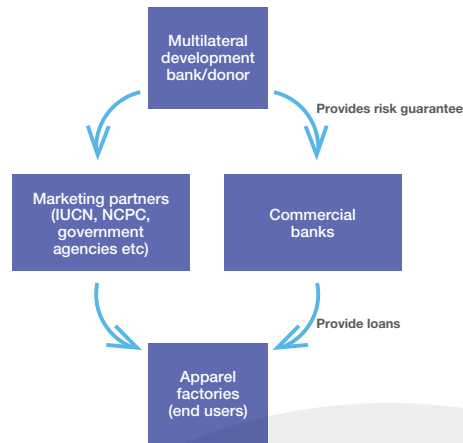 Multilateral
development
bank/donor
Provides risk guarantee
Marketing partners
(IUCN, NCPC,
government
agencies etc)
Commercial
banks
Provide loans
Apparel
factories
(end users)